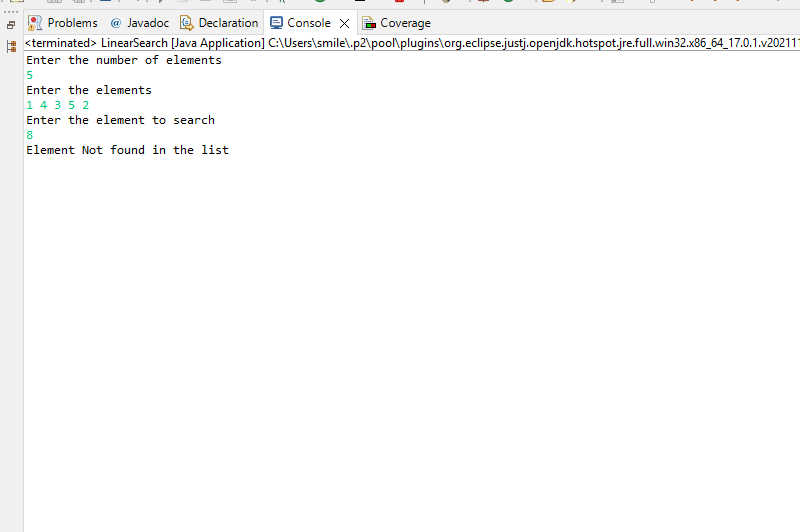 Problems @ Javadoc Declaration Console Coverage
<terminated> LinearSearch [Java Application] C:\Users\smile\.p2\pool\plugins\org.eclipse.justj.openjdk.hotspot.jre.full.win32.x86_64_17.0.1.v202111
Enter the number of elements
5
Enter the elements
1 4 3 5 2
Enter the element to search
8
Element Not found in the list